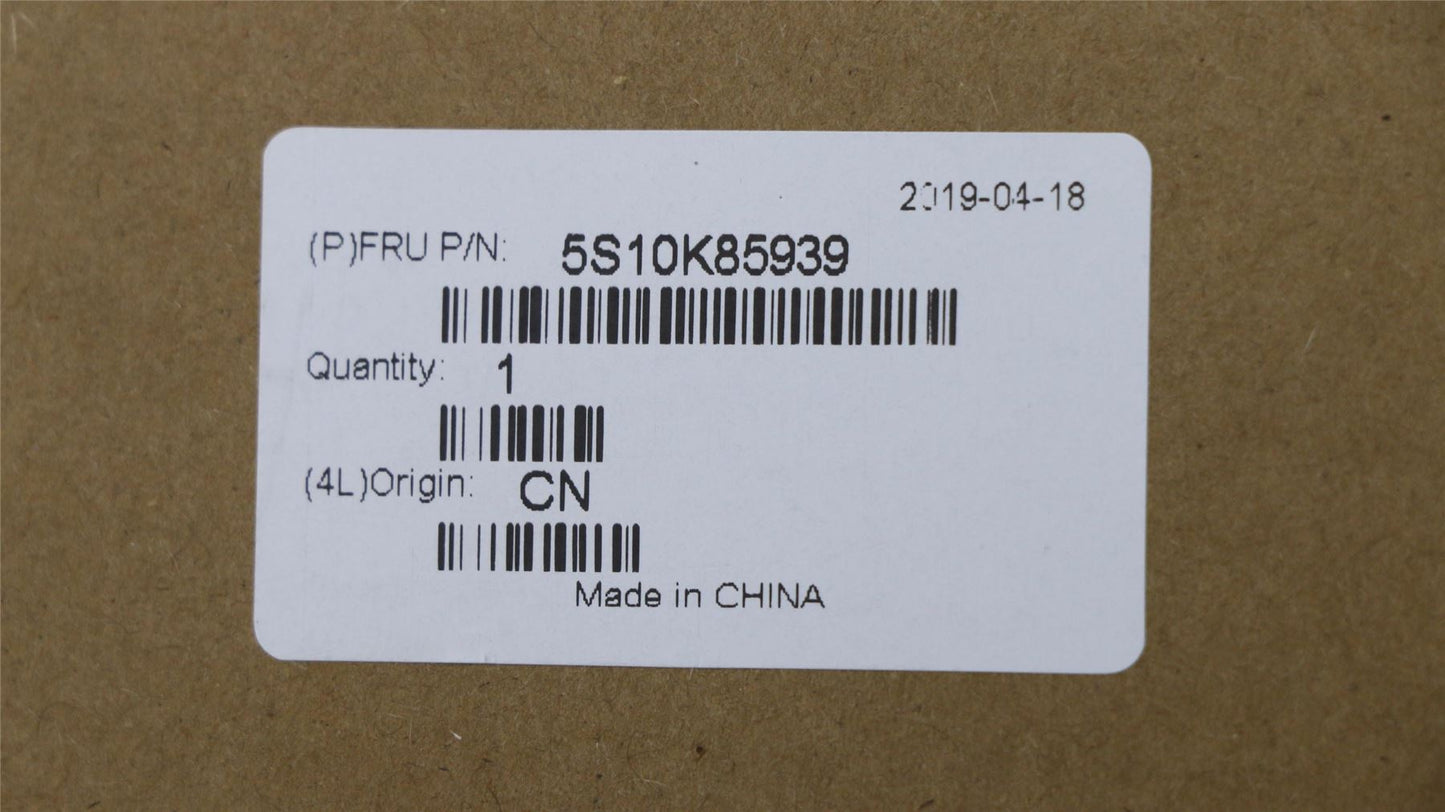 2019-04-18
(P)FRU P/N: 5S10K85939
Quantity: 1
(4L)Origin: CN
Made in CHINA